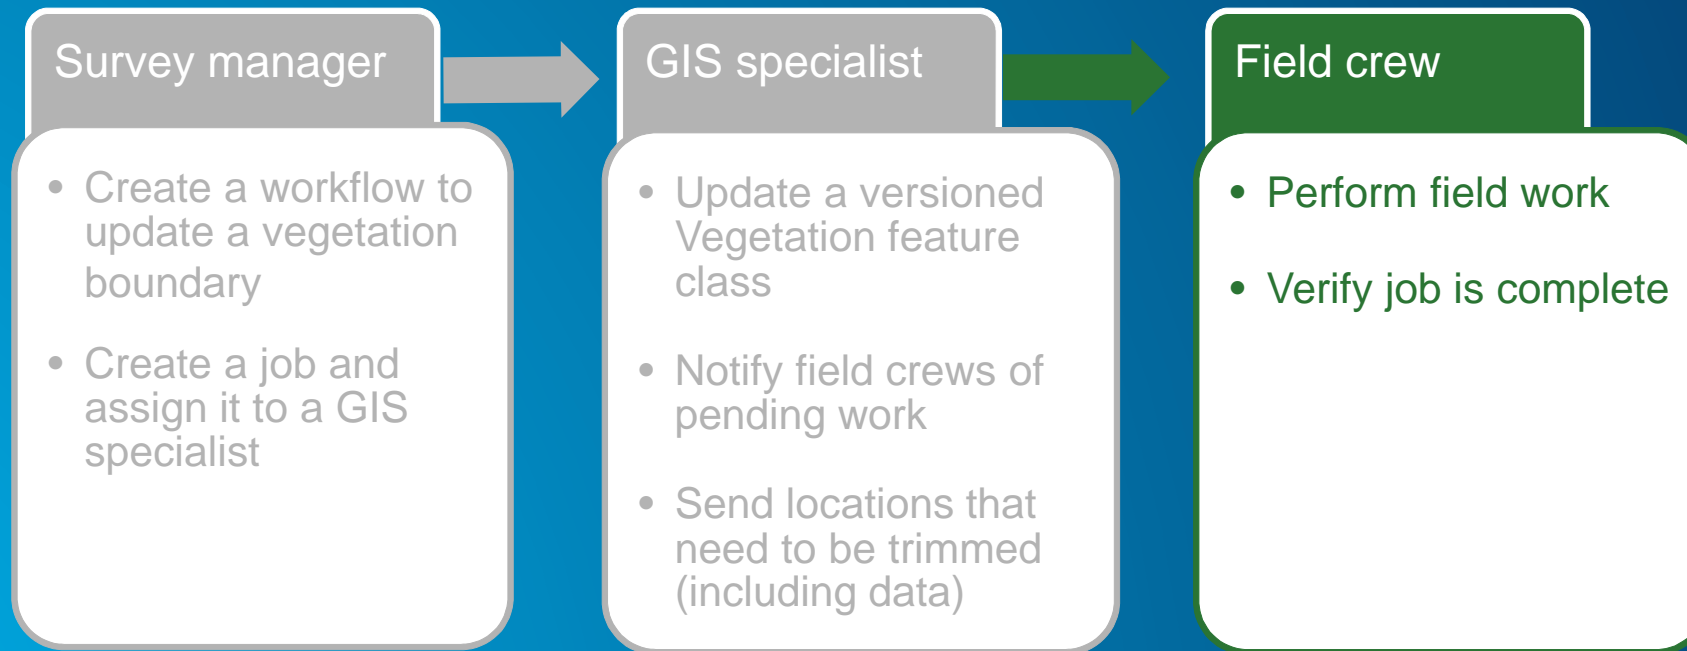 Survey manager
• Create a workflow to
update a vegetation
boundary
• Create a job and
assign it to a GIS
specialist
GIS specialist
• Update a versioned
Vegetation feature
class
• Notify field crews of
pending work
• Send locations that
need to be trimmed
(including data)
Field crew
• Perform field work
• Verify job is complete